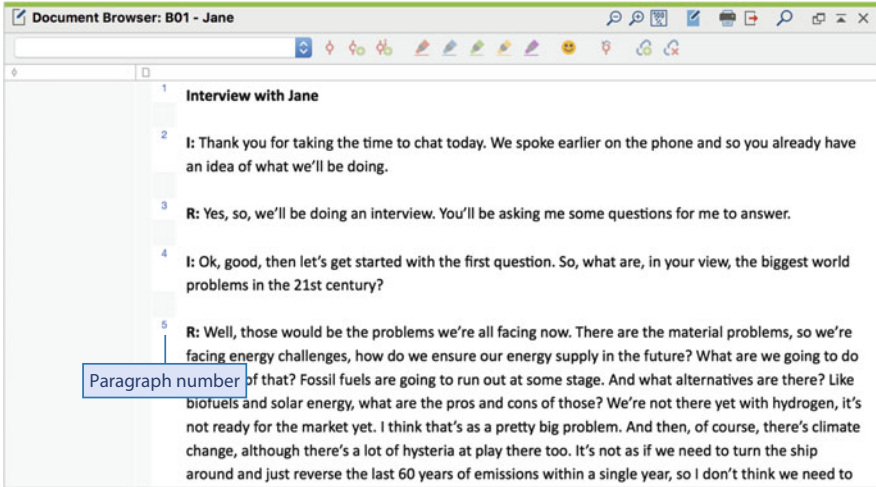 Document Browser: B01 - Jane
100
%
1
Interview with Jane
2
I: Thank you for taking the time to chat today. We spoke earlier on the phone and so you already have
an idea of what we'll be doing.
3
R: Yes, so, we'll be doing an interview. You'll be asking me some questions for me to answer.
4
I: Ok, good, then let's get started with the first question. So, what are, in your view, the biggest world
problems in the 21st century?
5
R: Well, those would be the problems we're all facing now. There are the material problems, so we're
facing energy challenges, how do we ensure our energy supply in the future? What are we going to do
Paragraph number of that? Fossil fuels are going to run out at some stage. And what alternatives are there? Like
biofuels and solar energy, what are the pros and cons of those? We're not there yet with hydrogen, it's
not ready for the market yet. I think that's as a pretty big problem. And then, of course, there's climate
change, although there's a lot of hysteria at play there too. It's not as if we need to turn the ship
around and just reverse the last 60 years of emissions within a single year, so I don't think we need to